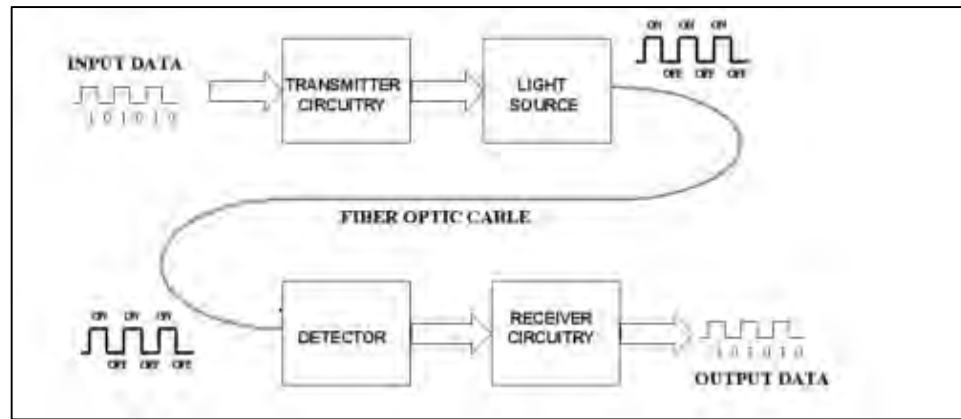 ON ON ON
OFF OFF OFF
INPUT DATA
1 0 1 0 1 0
TRANSMITTER
CIRCUITRY
LIGHT
SOURCE
FIBER OPTIC CABLE
ON ON ON
OFF OFF OFF
DETECTOR
RECEIVER
CIRCUITRY
1 0 1 0 1 0
OUTPUT DATA